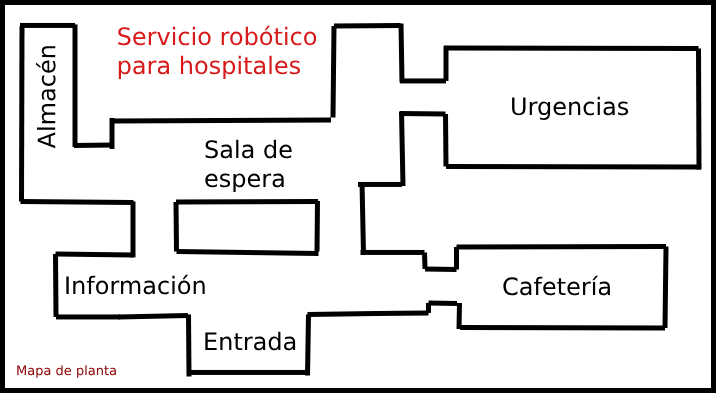 Servicio robótico
para hospitales
Almacén
Urgencias
Sala de
espera
Información
Cafetería
Entrada
Mapa de planta